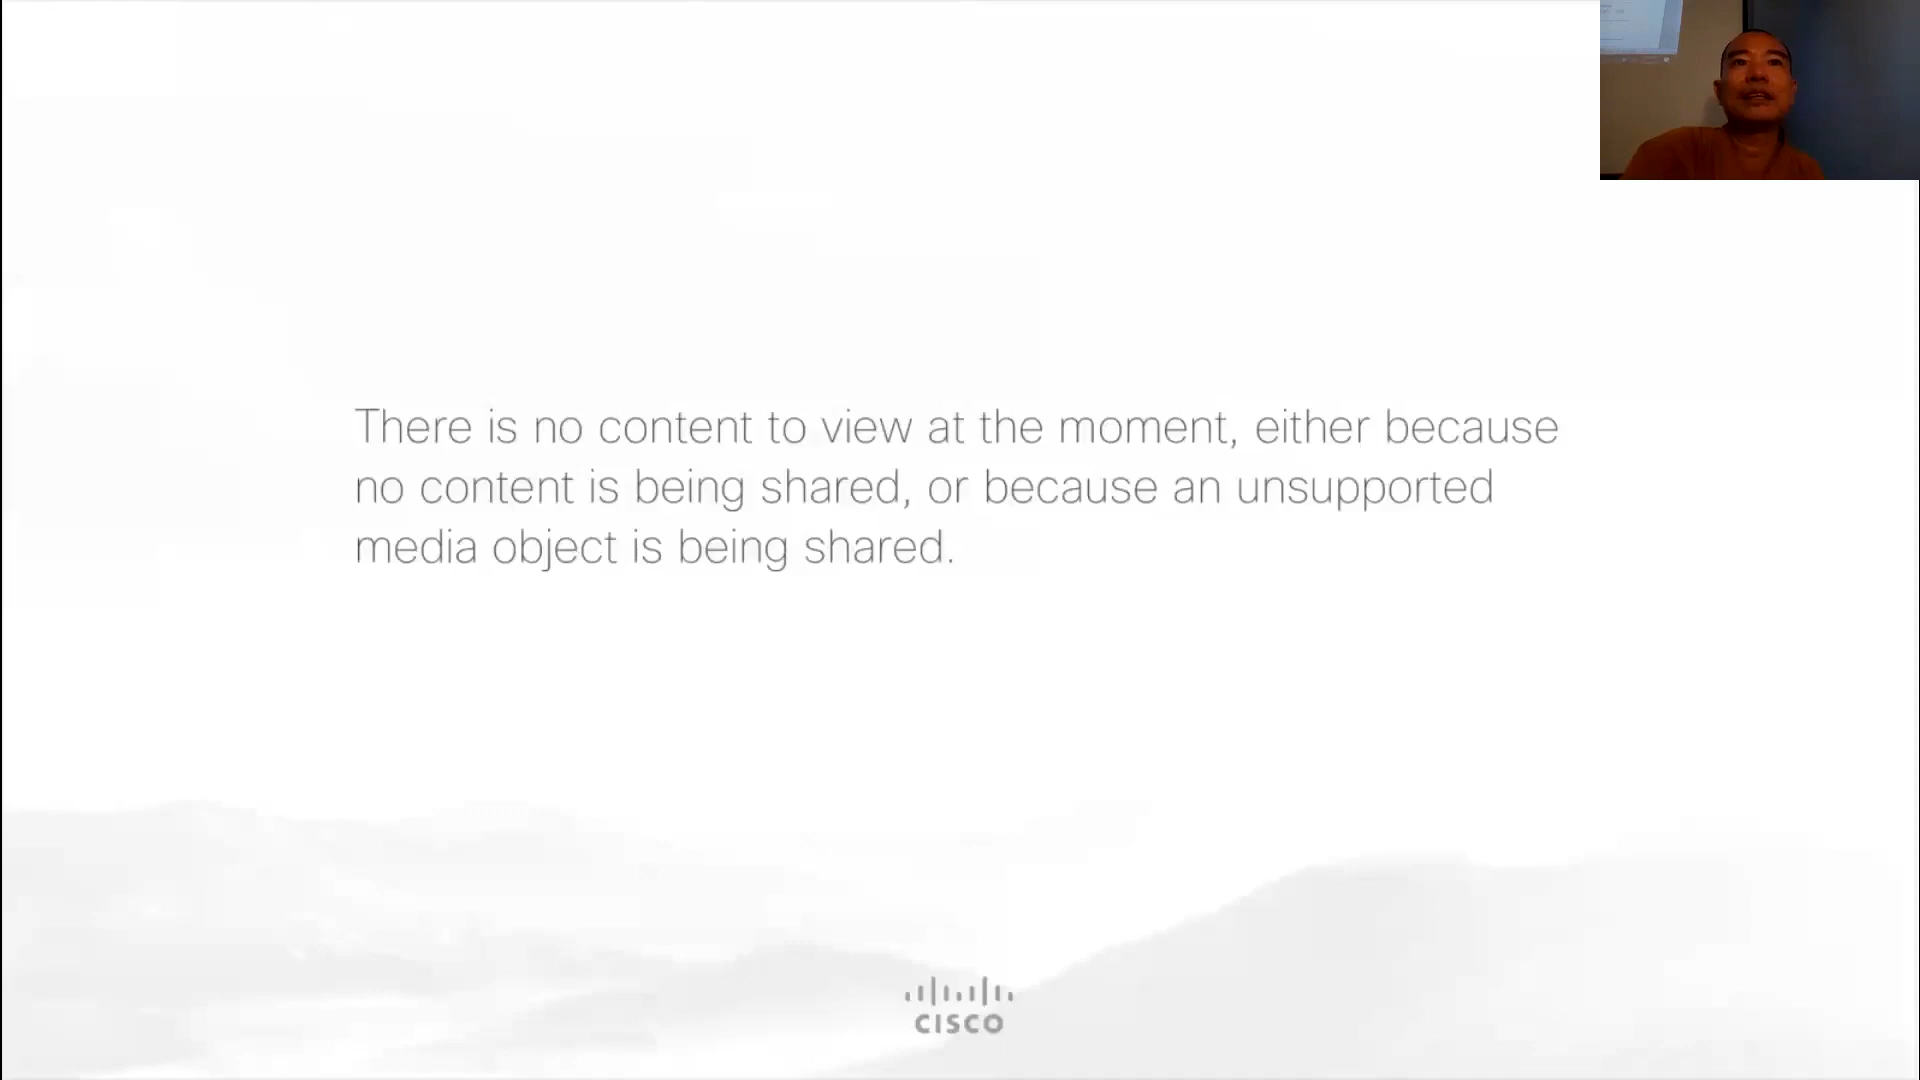 There is no content to view at the moment, either because
no content is being shared, or because an unsupported
media object is being shared.
CISCO